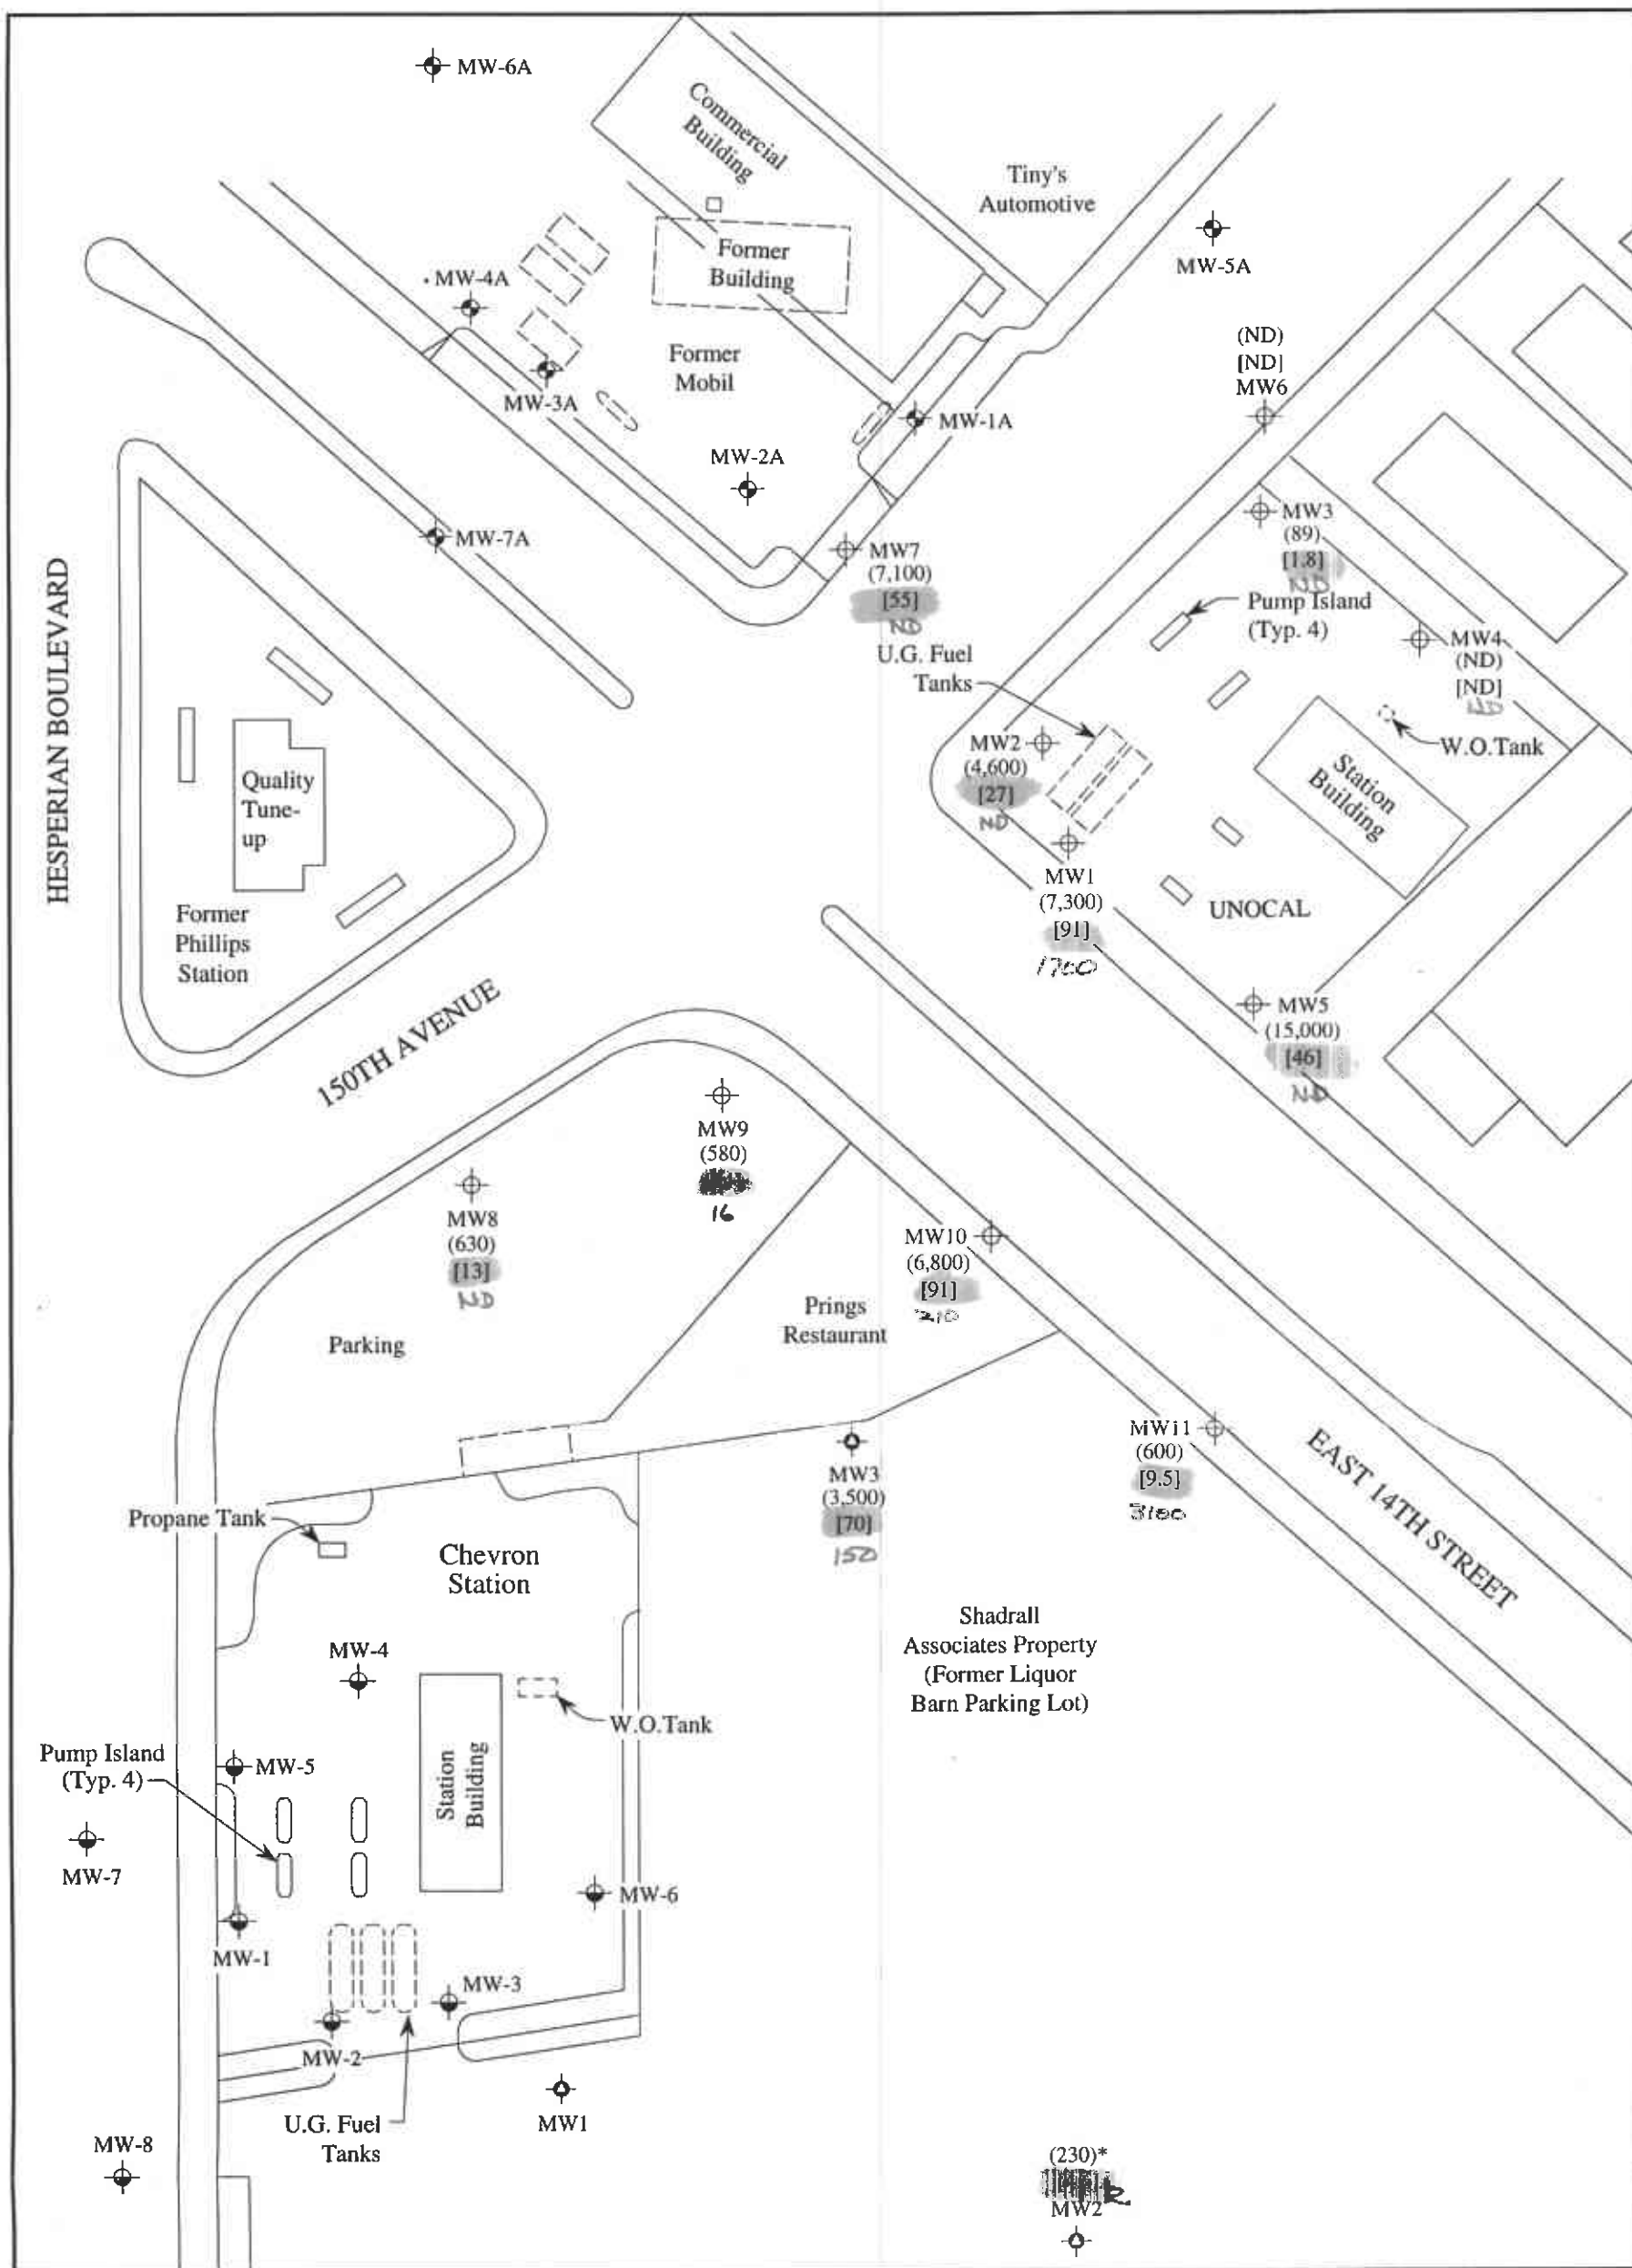 MW-6A
Commercial
Building
Tiny's
Automotive
MW-5A
Former
Building
MW-4A
Former
Mobil
(ND)
[ND]
MW6
MW-3A
MW-1A
MW-2A
MW3
(89)
[1.8]
ND
MW-7A
MW7
(7,100)
[55]
ND
Pump Island
(Typ. 4)
MW4
(ND)
[ND]
ND
U.G. Fuel
Tanks
W.O.Tank
HESPERIAN BOULEVARD
MW2
(4,600)
[27]
ND
Station
Building
Quality
Tune-
up
MW1
(7,300)
[91]
1700
UNOCAL
Former
Phillips
Station
MW5
(15,000)
[46]
ND
150TH AVENUE
MW9
(580)
16
MW8
(630)
[13]
ND
MW10
(6,800)
[91]
210
Prings
Restaurant
Parking
MW11
(600)
[9.5]
3100
EAST 14TH STREET
MW3
(3,500)
[70]
150
Propane Tank
Chevron
Station
Shadrall
Associates Property
(Former Liquor
Barn Parking Lot)
MW-4
W.O.Tank
Station
Building
Pump Island
(Typ. 4)
MW-5
MW-7
MW-6
MW-1
MW-3
MW-2
U.G. Fuel
Tanks
MW1
MW-8
(230)*
MW2